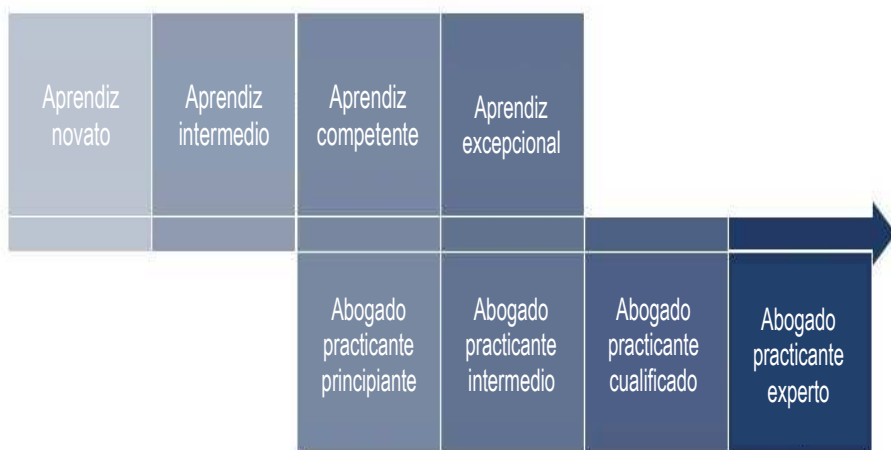 Aprendiz
novato
Aprendiz
intermedio
Aprendiz
competente
Aprendiz
excepcional
Abogado
practicante
principiante
Abogado
practicante
intermedio
Abogado
practicante
cualificado
Abogado
practicante
experto